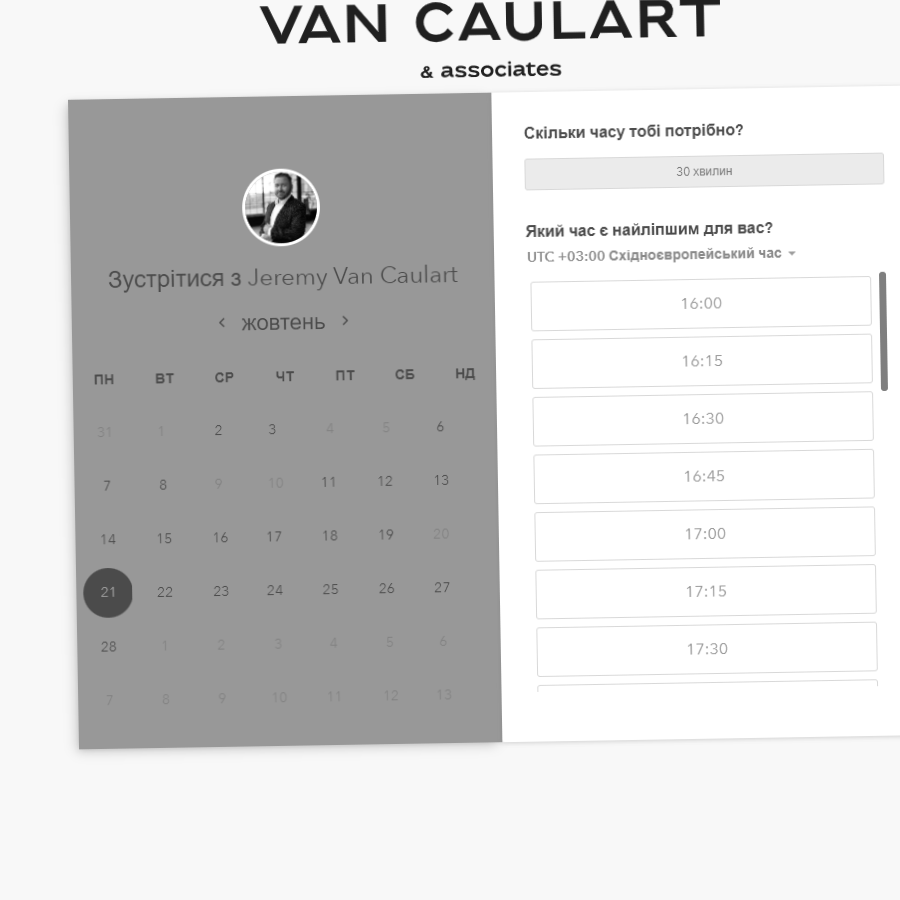 VAN CAULART
& associates
Зустрітися з Jeremy Van Caulart
жовтень
ПН ВТ СР ЧТ ПТ СБ НД
31 1 2 3 4 5 6
7 8 9 10 11 12 13
14 15 16 17 18 19 20
21 22 23 24 25 26 27
28 1 2 3 4 5 6
7 8 9 10 11 12 13
Скільки часу тобі потрібно?
30 хвилин
Який час є найліпшим для вас?
UTC +03:00 Східноєвропейський час
16:00
16:15
16:30
16:45
17:00
17:15
17:30